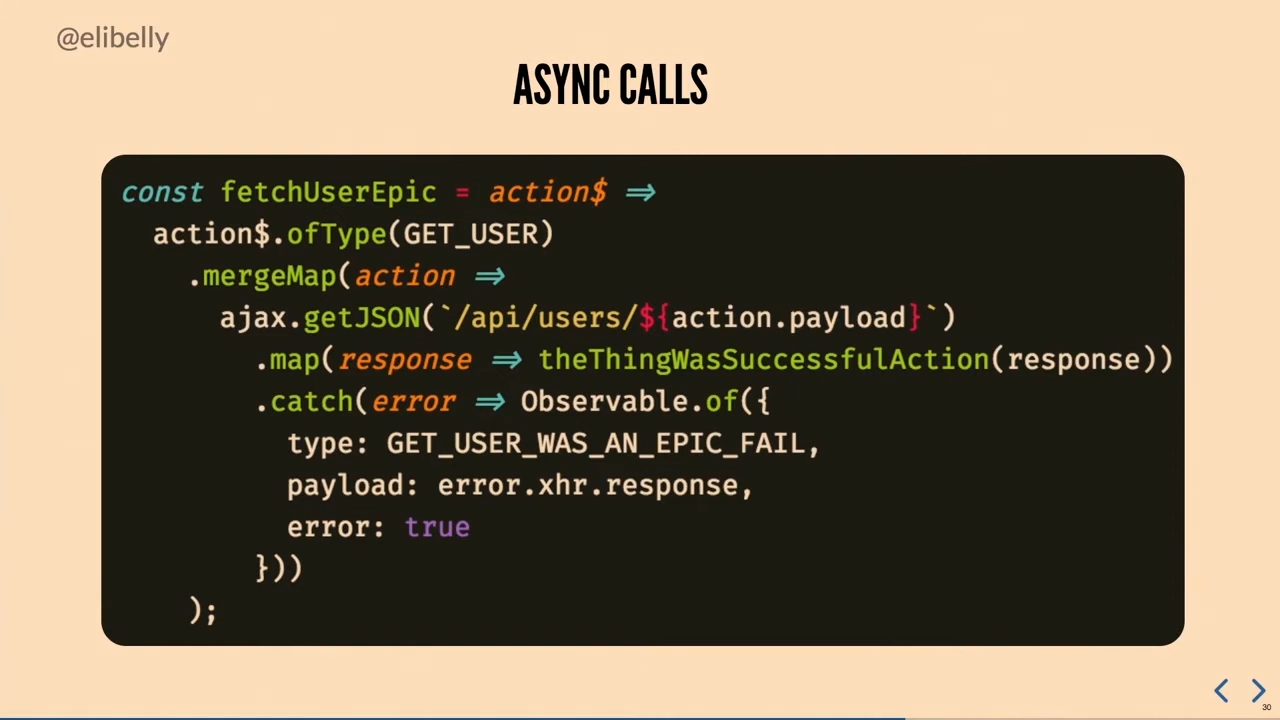 @elibelly
ASYNC CALLS
const fetchUserEpic = action$ =>
action$.ofType(GET_USER)
.mergeMap(action =>
ajax.getJSON(`/api/users/${action.payload}`)
.map(response => theThingWasSuccessfulAction(response))
.catch(error => Observable.of({
type: GET_USER_WAS_AN_EPIC_FAIL,
payload: error.xhr.response,
error: true
}))
);
30